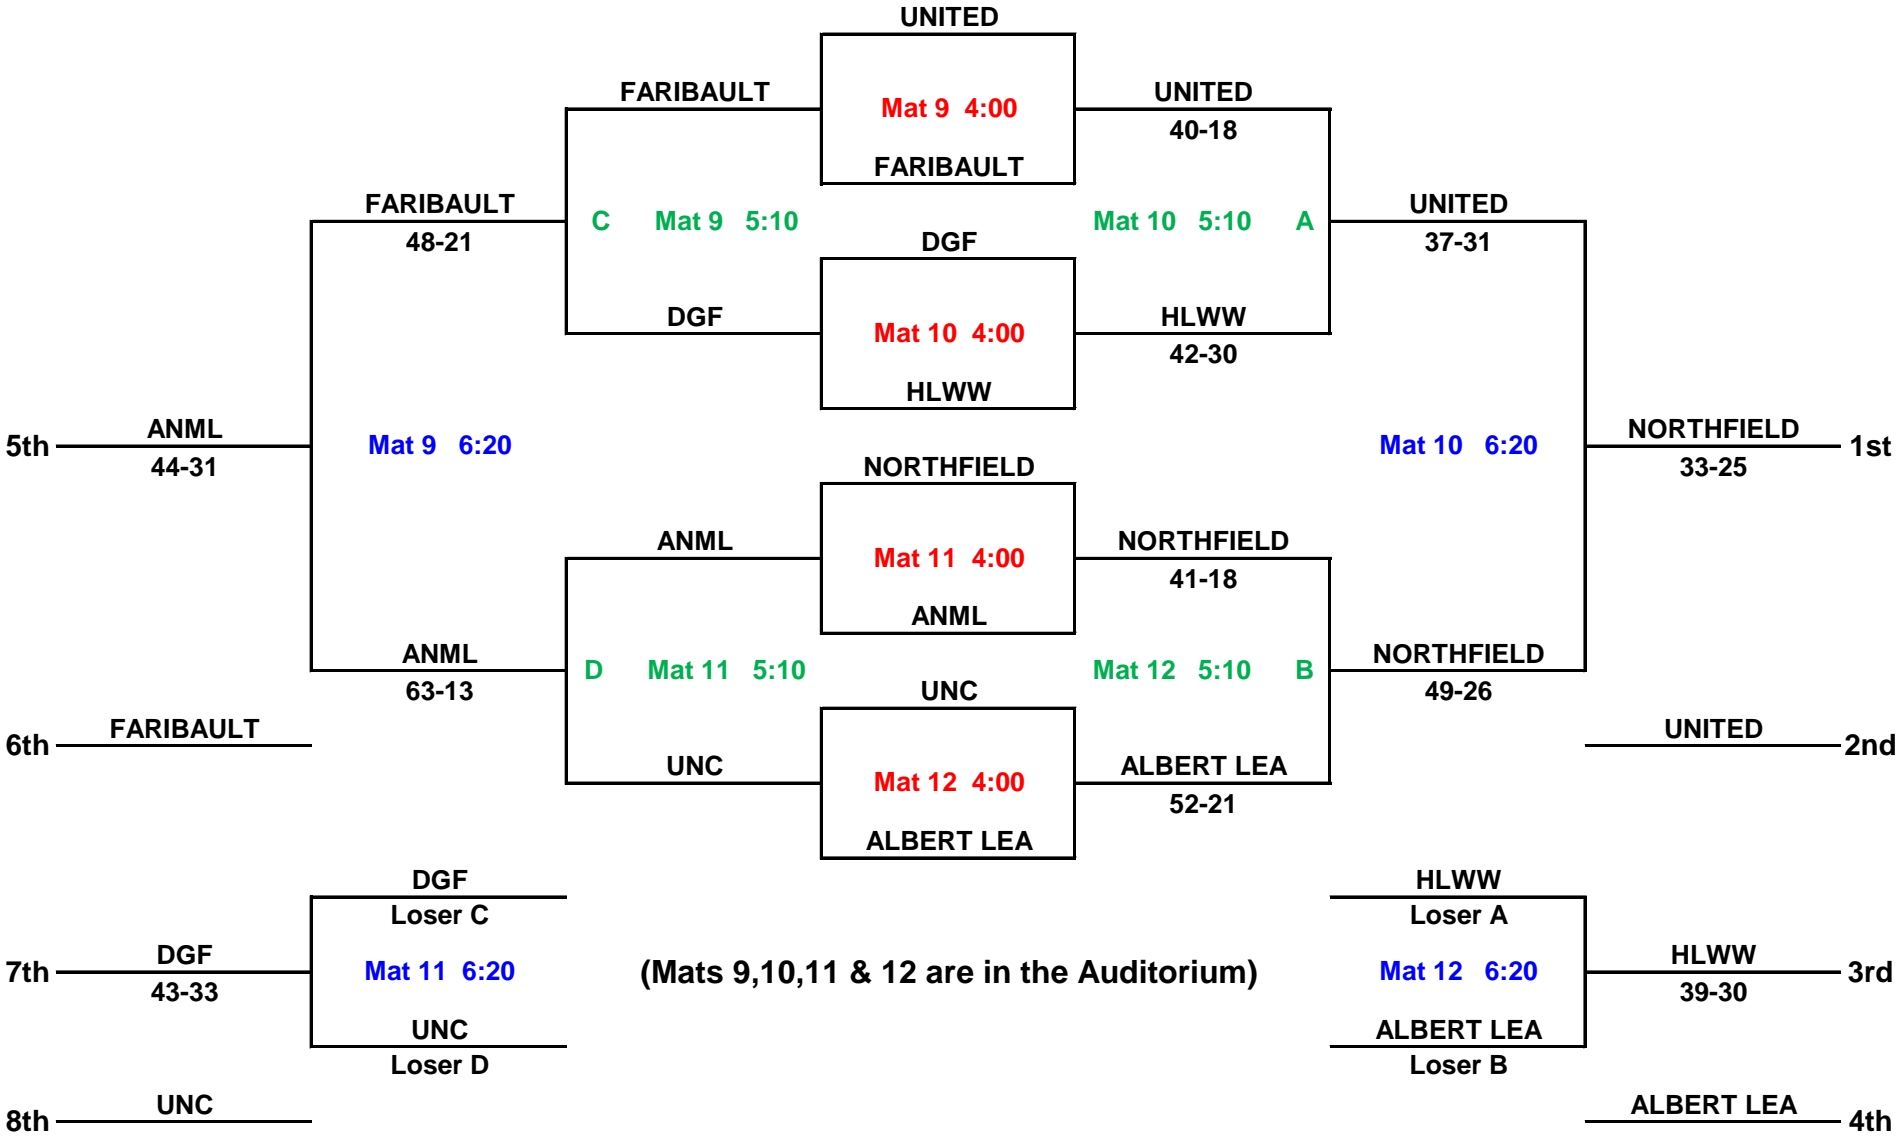 UNITED
FARIBAULT
Mat 9 4:00
UNITED
40-18
FARIBAULT
FARIBAULT
48-21
C Mat 9 5:10
Mat 10 5:10 A
UNITED
37-31
DGF
DGF
Mat 10 4:00
HLWW
42-30
HLWW
5th
ANML
44-31
Mat 9 6:20
Mat 10 6:20
NORTHFIELD
33-25
1st
NORTHFIELD
ANML
Mat 11 4:00
NORTHFIELD
41-18
ANML
ANML
63-13
D Mat 11 5:10
Mat 12 5:10 B
NORTHFIELD
49-26
UNC
6th
FARIBAULT
UNITED
2nd
UNC
Mat 12 4:00
ALBERT LEA
52-21
ALBERT LEA
DGF
Loser C
HLWW
Loser A
7th
DGF
43-33
Mat 11 6:20
(Mats 9,10,11 & 12 are in the Auditorium)
Mat 12 6:20
HLWW
39-30
3rd
UNC
Loser D
ALBERT LEA
Loser B
8th
UNC
ALBERT LEA
4th